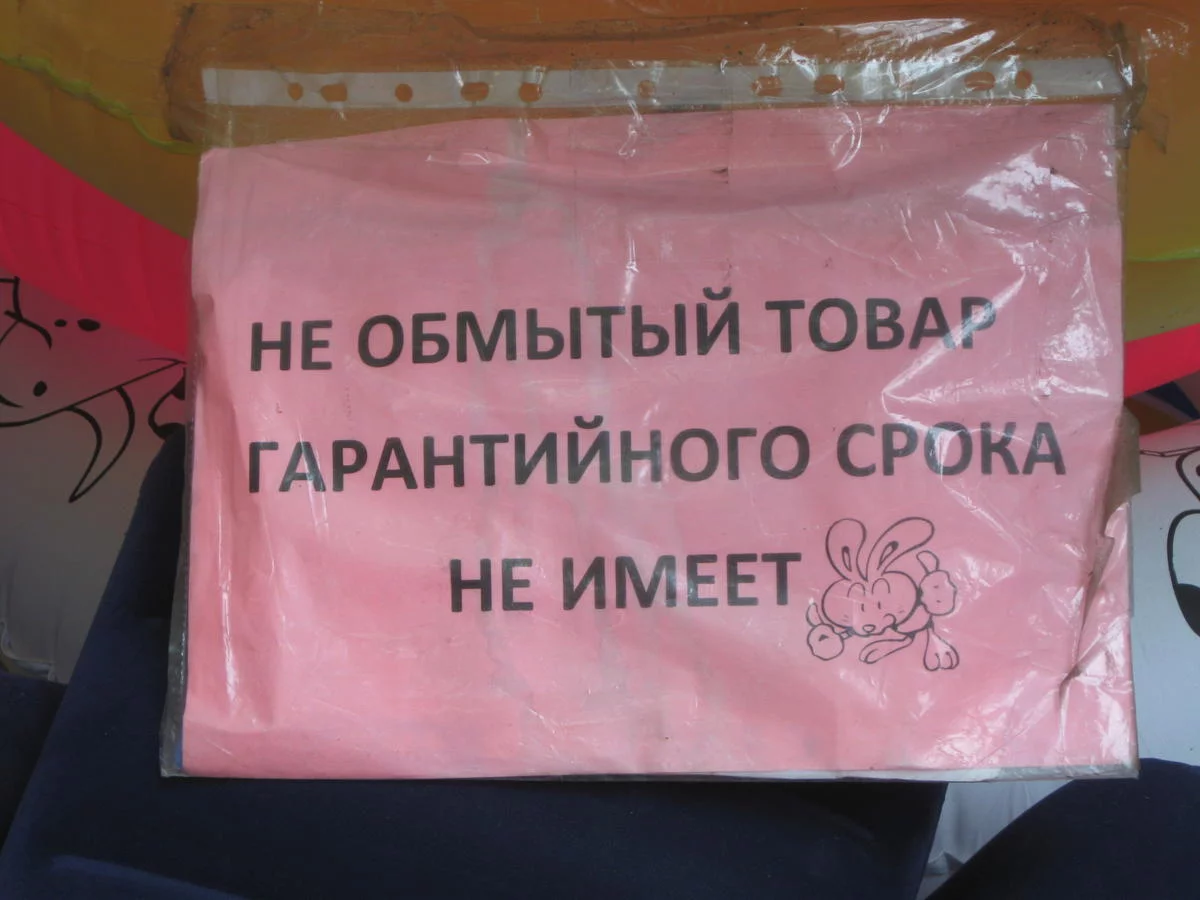 НЕ ОБМЫТЫЙ ТОВАР
ГАРАНТИЙНОГО СРОКА
НЕ ИМЕЕТ